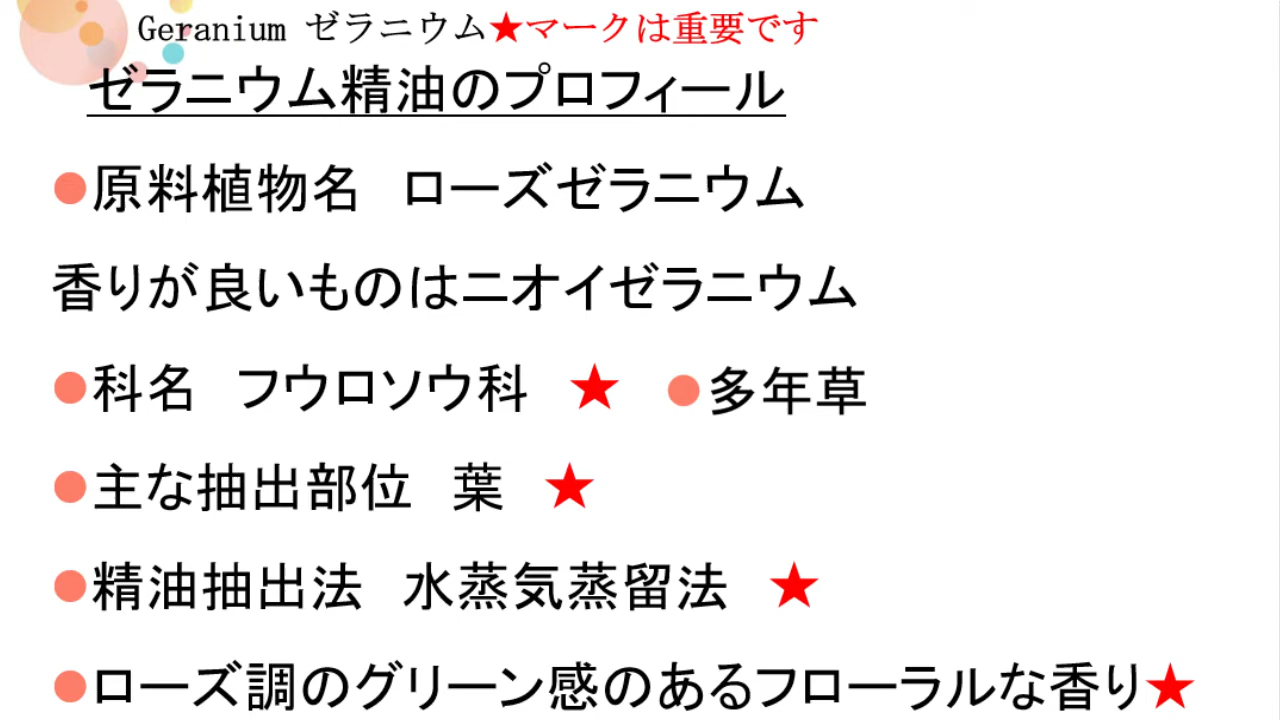 Geranium ゼラニウム★マークは重要です
ゼラニウム精油のプロフィール
●原料植物名　ローズゼラニウム
香りが良いものはニオイゼラニウム
●科名　フウロソウ科　★　●多年草
●主な抽出部位　葉　★
●精油抽出法　水蒸気蒸留法　★
●ローズ調のグリーン感のあるフローラルな香り★